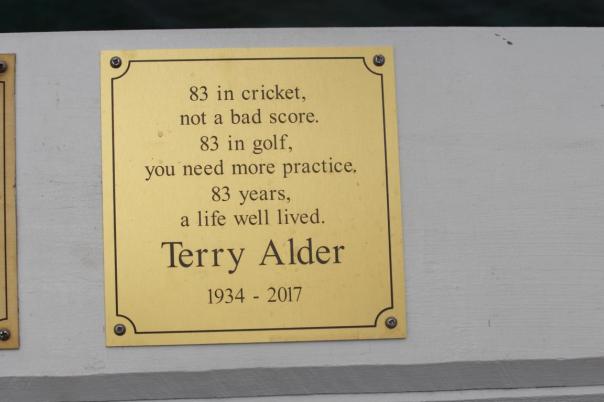 83 in cricket,
not a bad score.
83 in golf,
you need more practice.
83 years,
a life well lived.
Terry Alder
1934 - 2017